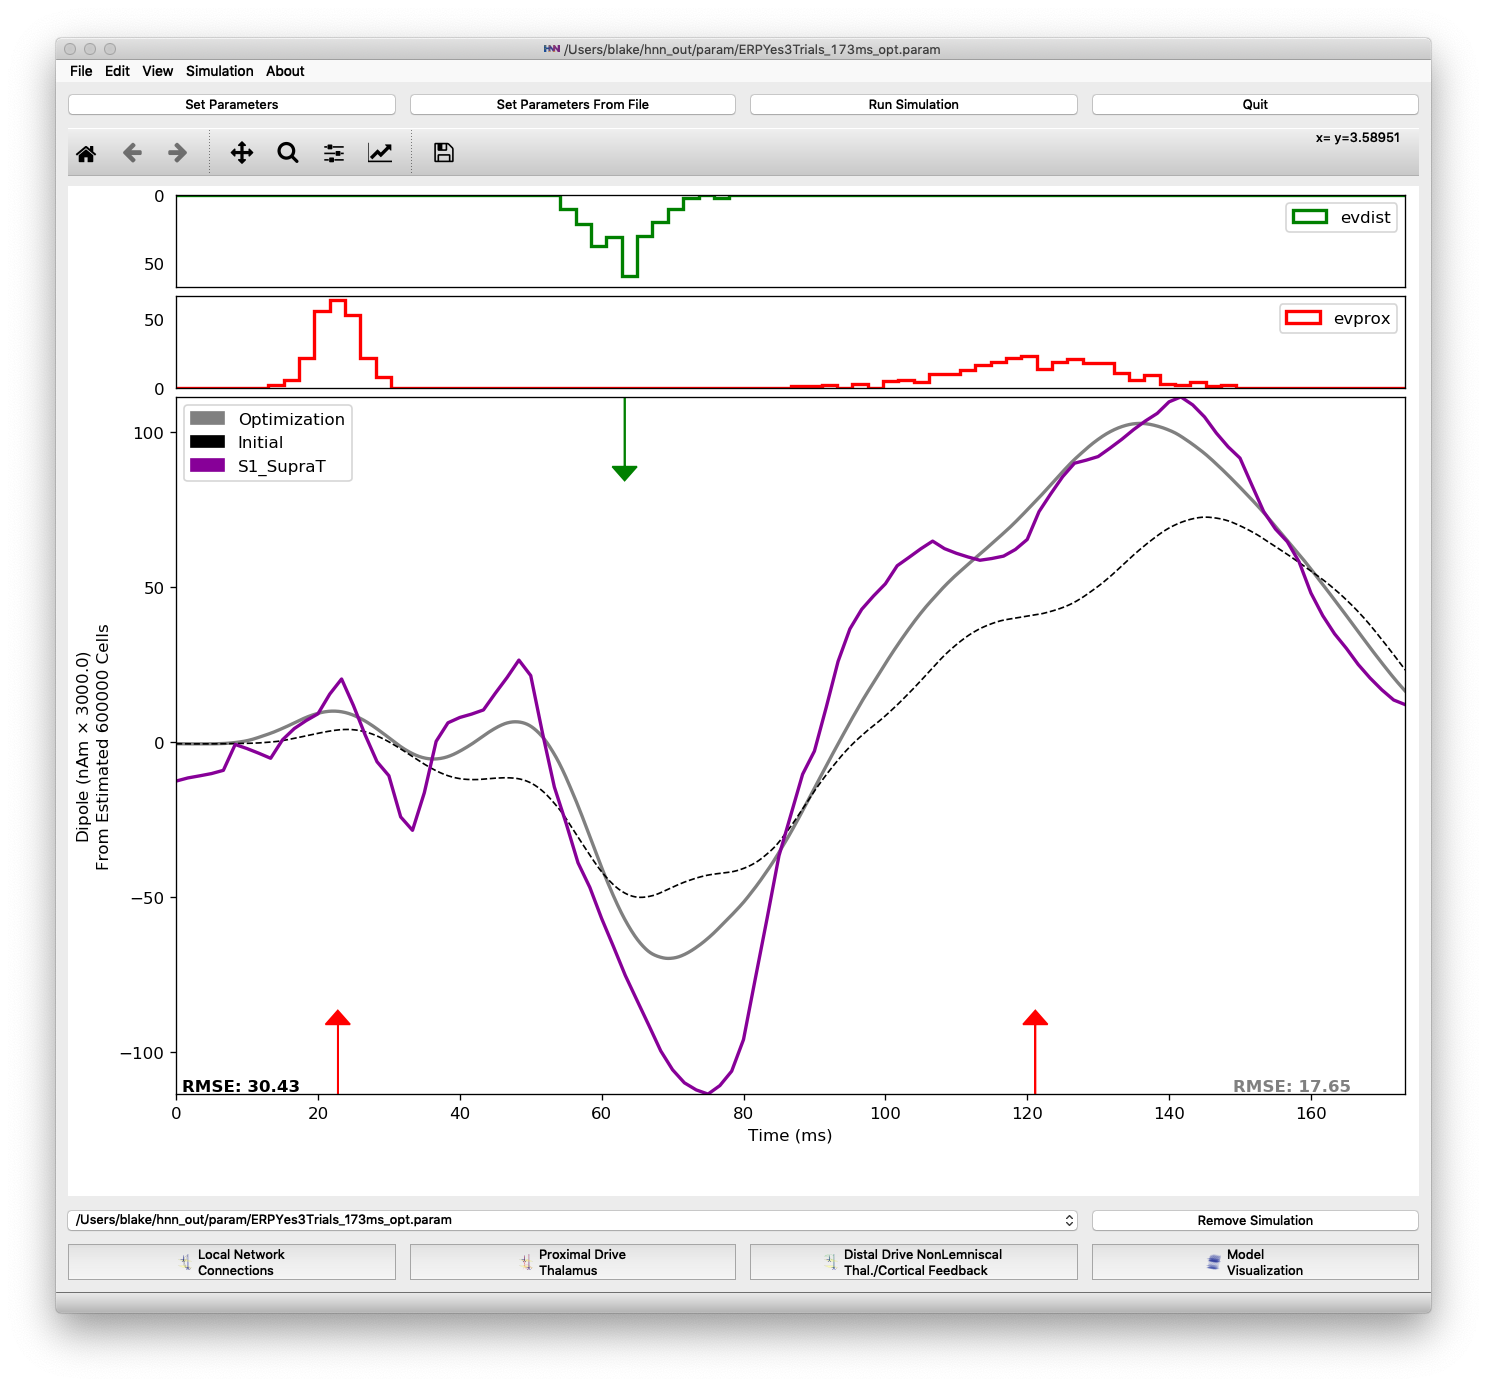 HNN /Users/blake/hnn_out/param/ERPYes3Trials_173ms_opt.param
File Edit View Simulation About
Set Parameters Set Parameters From File Run Simulation Quit
x= y=3.58951
0
50
evdist
50
0
evprox
Optimization
Initial
S1_SupraT
100
50
0
−50
−100
Dipole (nAm × 3000.0)
From Estimated 600000 Cells
RMSE: 30.43 RMSE: 17.65
0 20 40 60 80 100 120 140 160
Time (ms)
/Users/blake/hnn_out/param/ERPYes3Trials_173ms_opt.param Remove Simulation
Local Network
Connections
Proximal Drive
Thalamus
Distal Drive NonLemniscal
Thal./Cortical Feedback
Model
Visualization